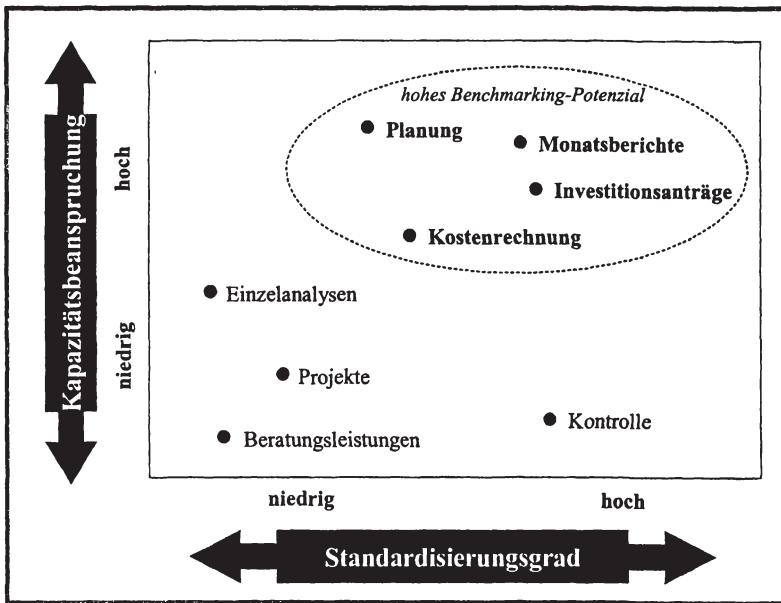 hohes Benchmarking-Potenzial
Planung
Monatsberichte
Investitionsanträge
Kostenrechnung
Einzelanalysen
Projekte
Kontrolle
Beratungsleistungen
Kapazitätsbeanspruchung
hoch
niedrig
niedrig
hoch
Standardisierungsgrad